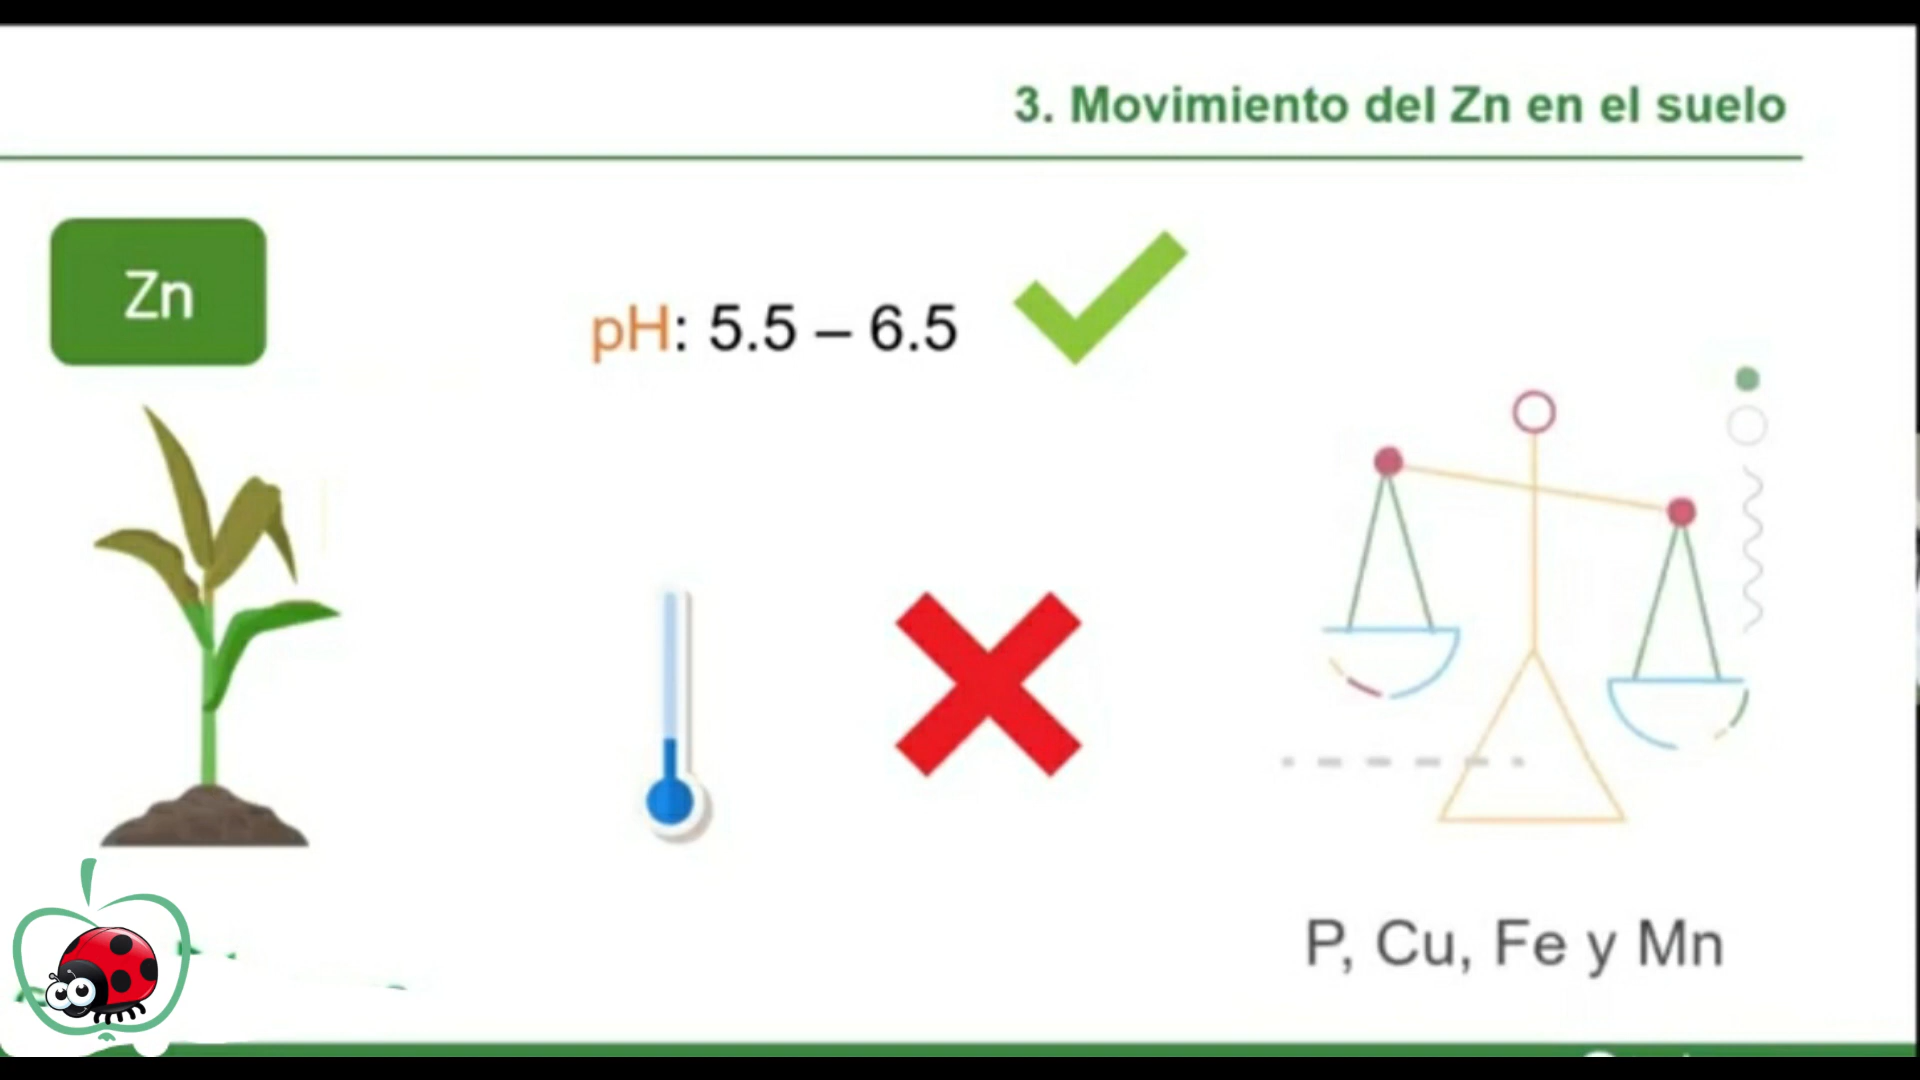 3. Movimiento del Zn en el suelo
Zn
pH: 5.5 – 6.5
P, Cu, Fe y Mn